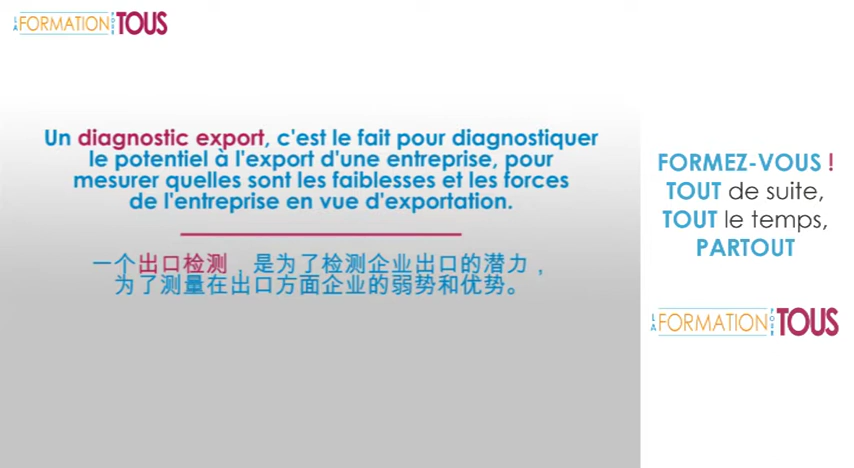 LA FORMATION POUR TOUS
Un diagnostic export, c'est le fait pour diagnostiquer
le potentiel à l'export d'une entreprise, pour
mesurer quelles sont les faiblesses et les forces
de l'entreprise en vue d'exportation.
一个出口检测，是为了检测企业出口的潜力，
为了测量在出口方面企业的弱势和优势。
FORMEZ-VOUS !
TOUT de suite,
TOUT le temps,
PARTOUT
LA FORMATION POUR TOUS